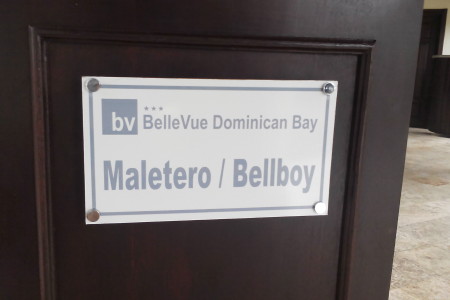 bv
*** 
BelleVue Dominican Bay
Maletero / Bellboy